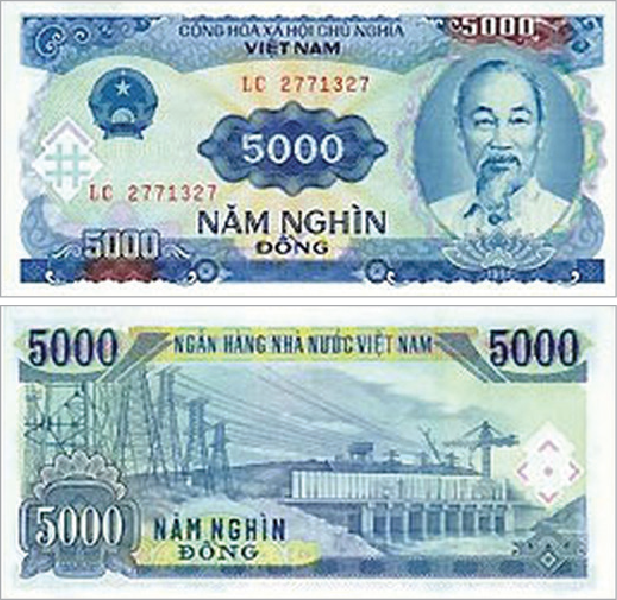 CỘNG HÒA XÃ HỘI CHỦ NGHĨA
VIỆT NAM
5000
LC 2771327
5000
LC 2771327
NĂM NGHÌN
ĐỒNG
5000
5000
NGÂN HÀNG NHÀ NƯỚC VIỆT NAM
5000
5000
NĂM NGHÌN
ĐỒNG